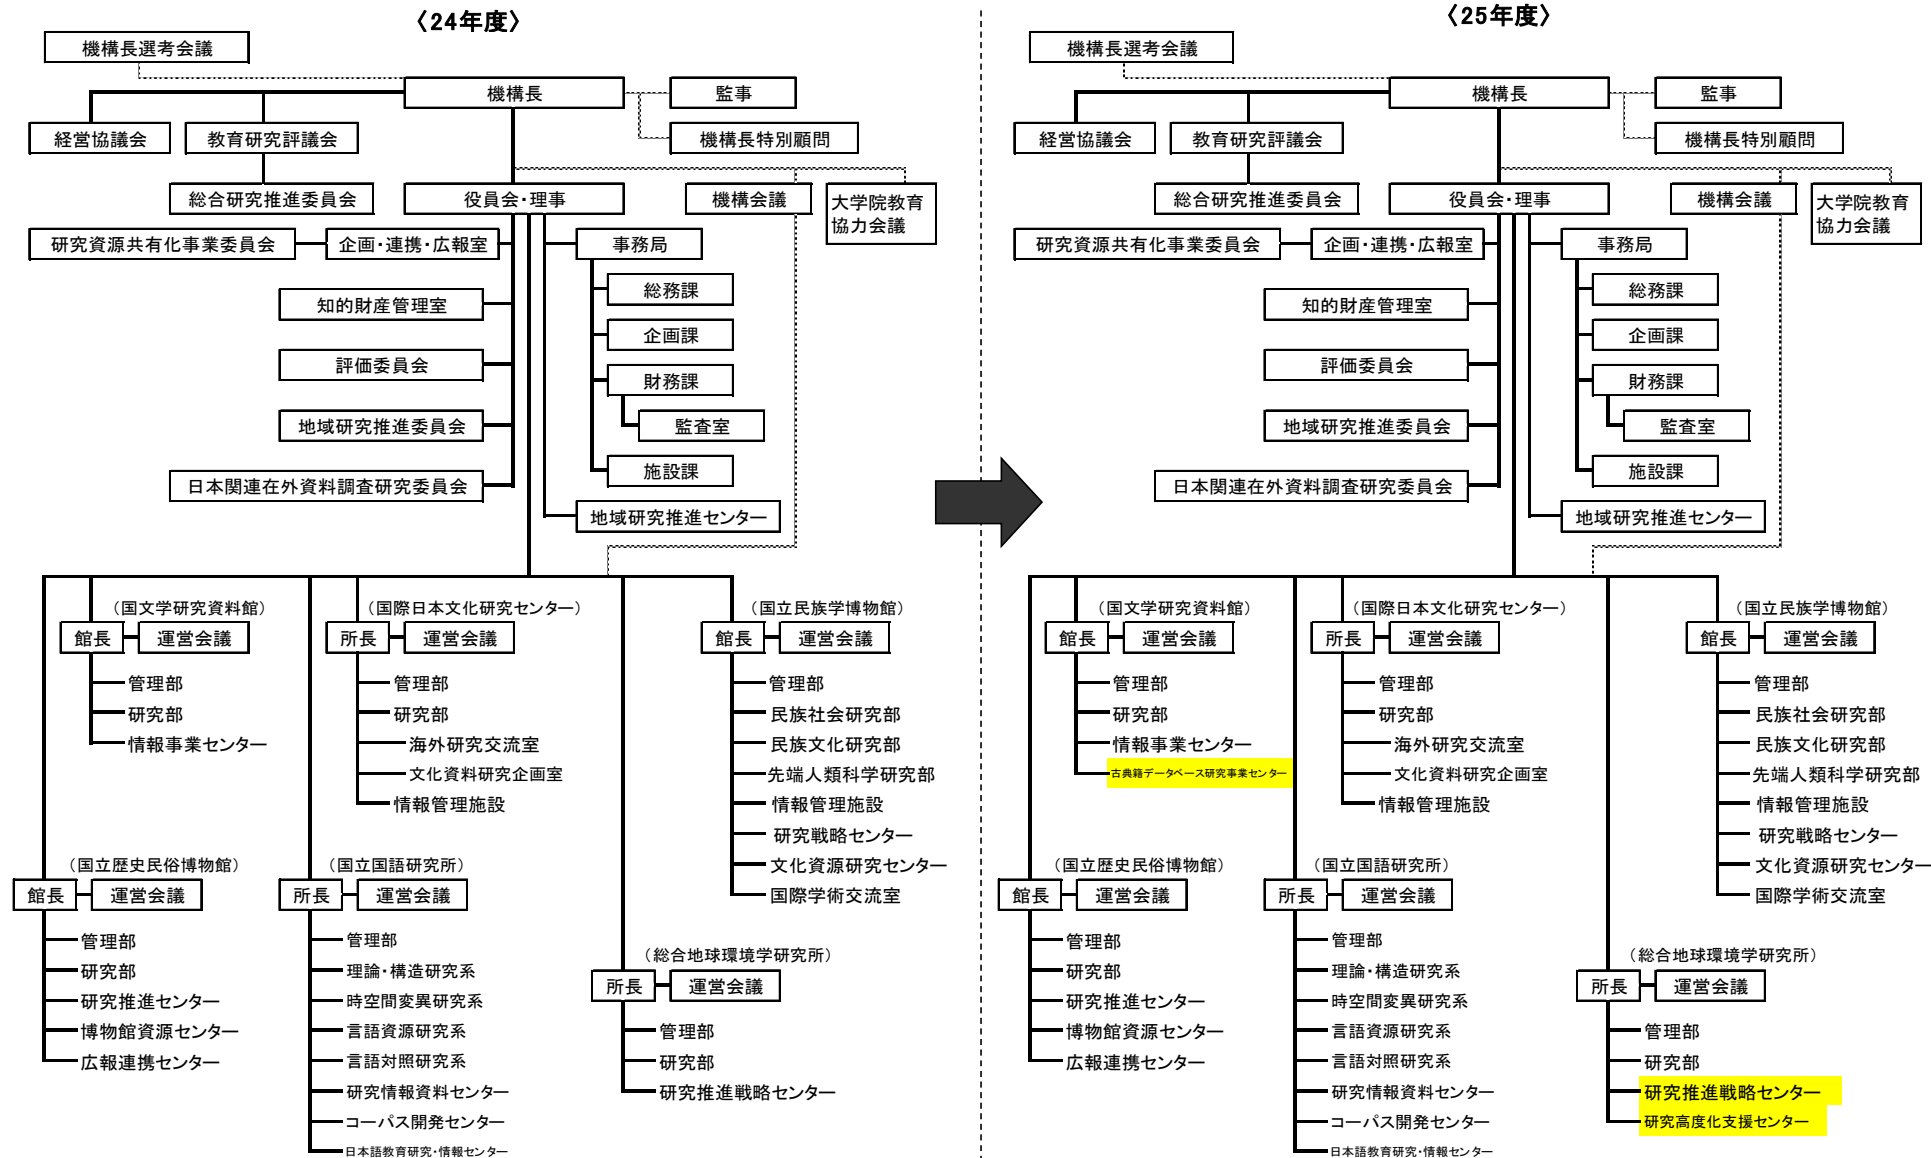 〈24年度〉
機構長選考会議
機構長
監事
経営協議会
教育研究評議会
機構長特別顧問
総合研究推進委員会
役員会・理事
機構会議
大学院教育
協力会議
研究資源共有化事業委員会
企画・連携・広報室
事務局
総務課
知的財産管理室
企画課
評価委員会
財務課
地域研究推進委員会
監査室
施設課
日本関連在外資料調査研究委員会
地域研究推進センター
（国文学研究資料館）
館長
運営会議
管理部
研究部
情報事業センター
（国際日本文化研究センター）
所長
運営会議
管理部
研究部
海外研究交流室
文化資料研究企画室
情報管理施設
（国立民族学博物館）
館長
運営会議
管理部
民族社会研究部
民族文化研究部
先端人類科学研究部
情報管理施設
研究戦略センター
文化資源研究センター
国際学術交流室
（国立歴史民俗博物館）
館長
運営会議
管理部
研究部
研究推進センター
博物館資源センター
広報連携センター
（国立国語研究所）
所長
運営会議
管理部
理論・構造研究系
時空間変異研究系
言語資源研究系
言語対照研究系
研究情報資料センター
コーパス開発センター
日本語教育研究・情報センター
（総合地球環境学研究所）
所長
運営会議
管理部
研究部
研究推進戦略センター
〈25年度〉
機構長選考会議
機構長
監事
経営協議会
教育研究評議会
機構長特別顧問
総合研究推進委員会
役員会・理事
機構会議
大学院教育
協力会議
研究資源共有化事業委員会
企画・連携・広報室
事務局
総務課
知的財産管理室
企画課
評価委員会
財務課
地域研究推進委員会
監査室
施設課
日本関連在外資料調査研究委員会
地域研究推進センター
（国文学研究資料館）
館長
運営会議
管理部
研究部
情報事業センター
古典籍データベース研究事業センター
（国際日本文化研究センター）
所長
運営会議
管理部
研究部
海外研究交流室
文化資料研究企画室
情報管理施設
（国立民族学博物館）
館長
運営会議
管理部
民族社会研究部
民族文化研究部
先端人類科学研究部
情報管理施設
研究戦略センター
文化資源研究センター
国際学術交流室
（国立歴史民俗博物館）
館長
運営会議
管理部
研究部
研究推進センター
博物館資源センター
広報連携センター
（国立国語研究所）
所長
運営会議
管理部
理論・構造研究系
時空間変異研究系
言語資源研究系
言語対照研究系
研究情報資料センター
コーパス開発センター
日本語教育研究・情報センター
（総合地球環境学研究所）
所長
運営会議
管理部
研究部
研究推進戦略センター
研究高度化支援センター